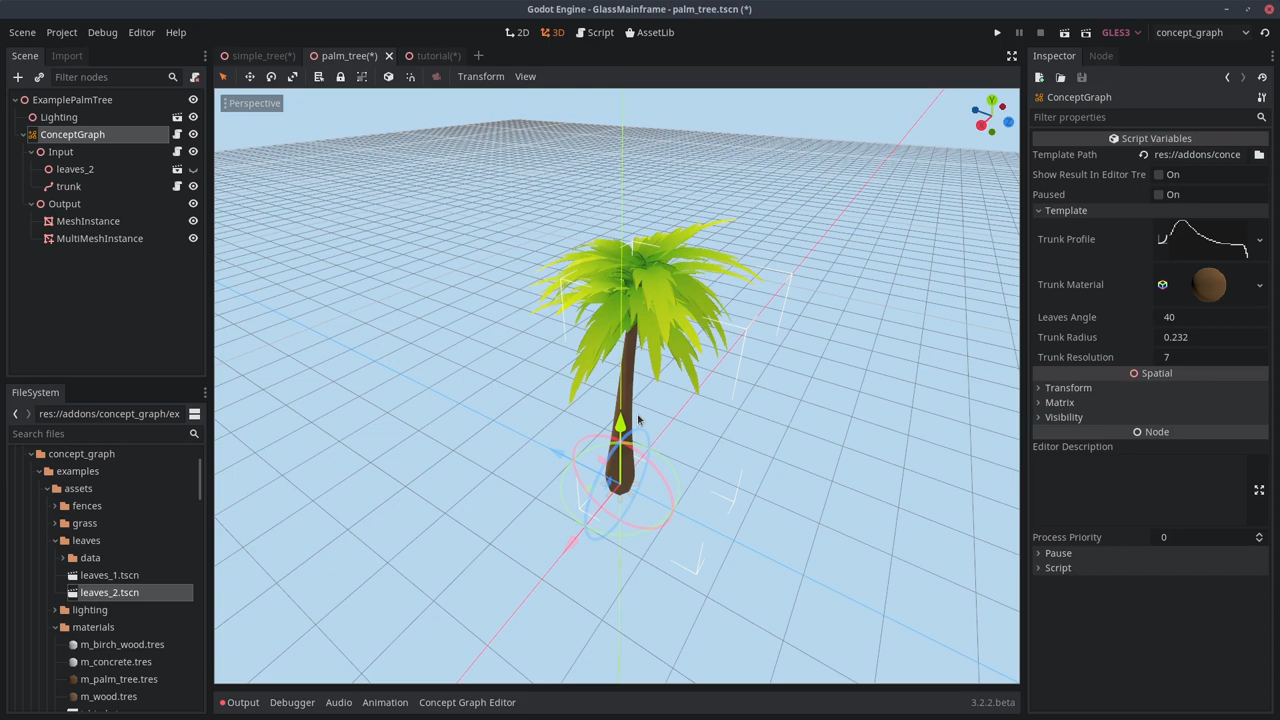 Godot Engine - GlassMainframe - palm_tree.tscn (*)
Scene Project Debug Editor Help
2D 3D Script AssetLib
GLES3 concept_graph
Scene Import
Filter nodes
ExamplePalmTree
Lighting
ConceptGraph
Input
leaves_2
trunk
Output
MeshInstance
MultiMeshInstance
FileSystem
res://addons/concept_graph/ex
Search files
concept_graph
examples
assets
fences
grass
leaves
data
leaves_1.tscn
leaves_2.tscn
lighting
materials
m_birch_wood.tres
m_concrete.tres
m_palm_tree.tres
m_wood.tres
simple_tree(*) palm_tree(*) tutorial(*)
Transform View
Perspective
Y
Z
Output Debugger Audio Animation Concept Graph Editor 3.2.2.beta
Inspector Node
ConceptGraph
Filter properties
Script Variables
Template Path res://addons/conce
Show Result In Editor Tre On
Paused On
Template
Trunk Profile
Trunk Material
Leaves Angle 40
Trunk Radius 0.232
Trunk Resolution 7
Spatial
Transform
Matrix
Visibility
Node
Editor Description
Process Priority 0
Pause
Script